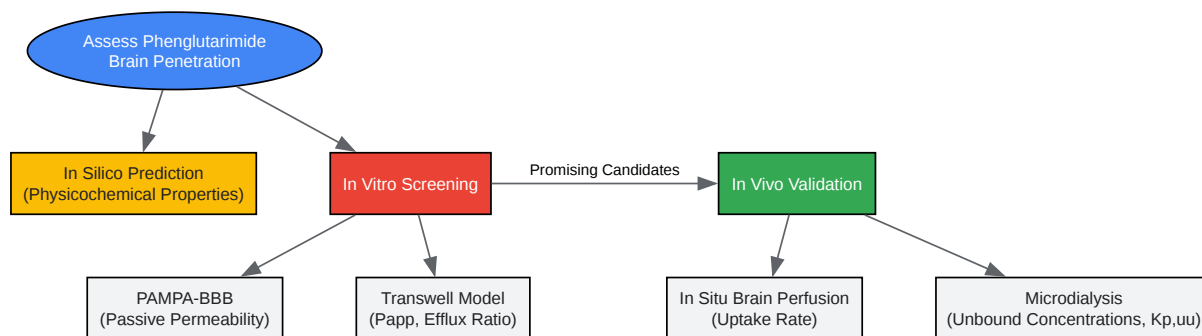 Assess Phenglutarimide
Brain Penetration
In Silico Prediction
(Physicochemical Properties)
In Vitro Screening
Promising Candidates
In Vivo Validation
PAMPA-BBB
(Passive Permeability)
Transwell Model
(Papp, Efflux Ratio)
In Situ Brain Perfusion
(Uptake Rate)
Microdialysis
(Unbound Concentrations, Kp,uu)